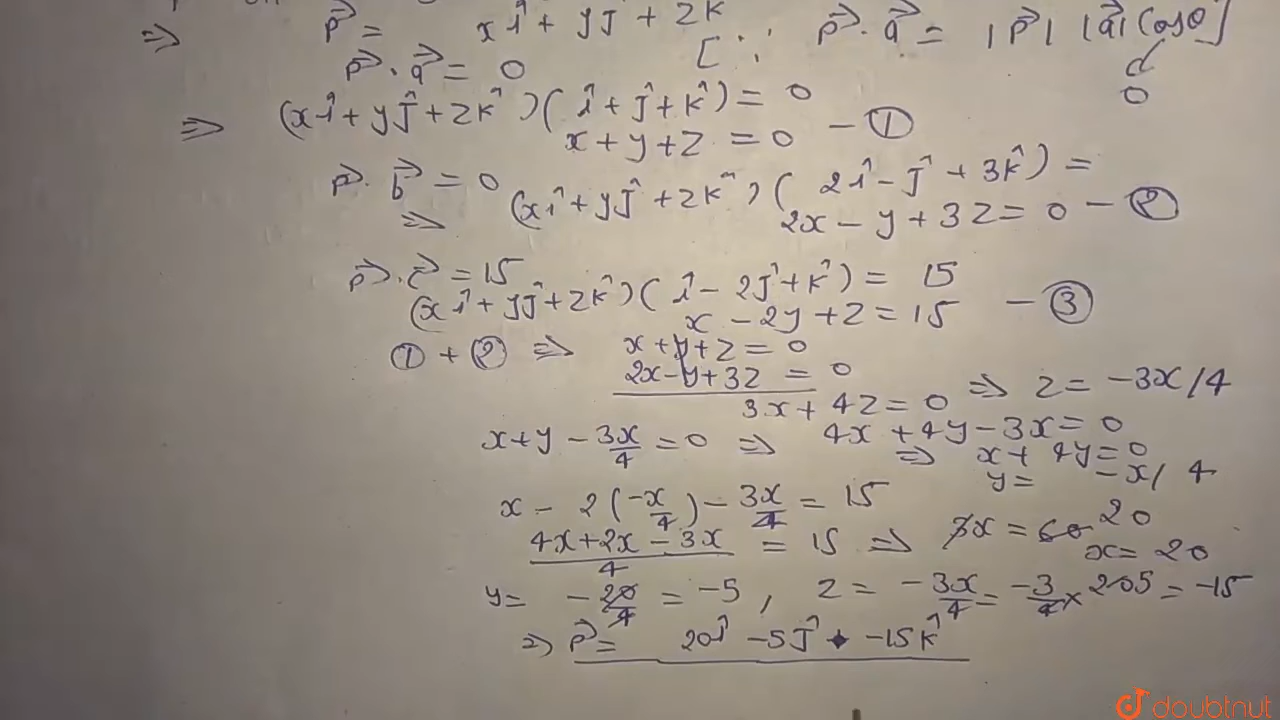 ⇒ p⃗ = xî + yĵ + zk̂ [∵ p⃗ · a⃗ = |p⃗| |a⃗| Cosθ]
p⃗ · a⃗ = 0
0
⇒ (xî + yĵ + zk̂)(î + ĵ + k̂) = 0
x + y + z = 0 — ①
p⃗ · b⃗ = 0
⇒ (xî + yĵ + zk̂)(2î - ĵ + 3k̂) =
2x - y + 3z = 0 — ②
p⃗ · c⃗ = 15
(xî + yĵ + zk̂)(î - 2ĵ + k̂) = 15
x - 2y + z = 15 — ③
① + ② ⇒ x + y + z = 0
2x - y + 3z = 0
3x + 4z = 0 ⇒ z = -3x/4
x + y - 3x/4 = 0 ⇒ 4x + 4y - 3x = 0
⇒ x + 4y = 0
y = -x/4
x - 2(-x/4) - 3x/4 = 15
4x + 2x - 3x / 4 = 15 ⇒ 3x = 60 20
x = 20
y = -20/4 = -5, z = -3x/4 = -3/4 × 20 5 = -15
⇒ p⃗ = 20î - 5ĵ - 15k̂
doubtnut